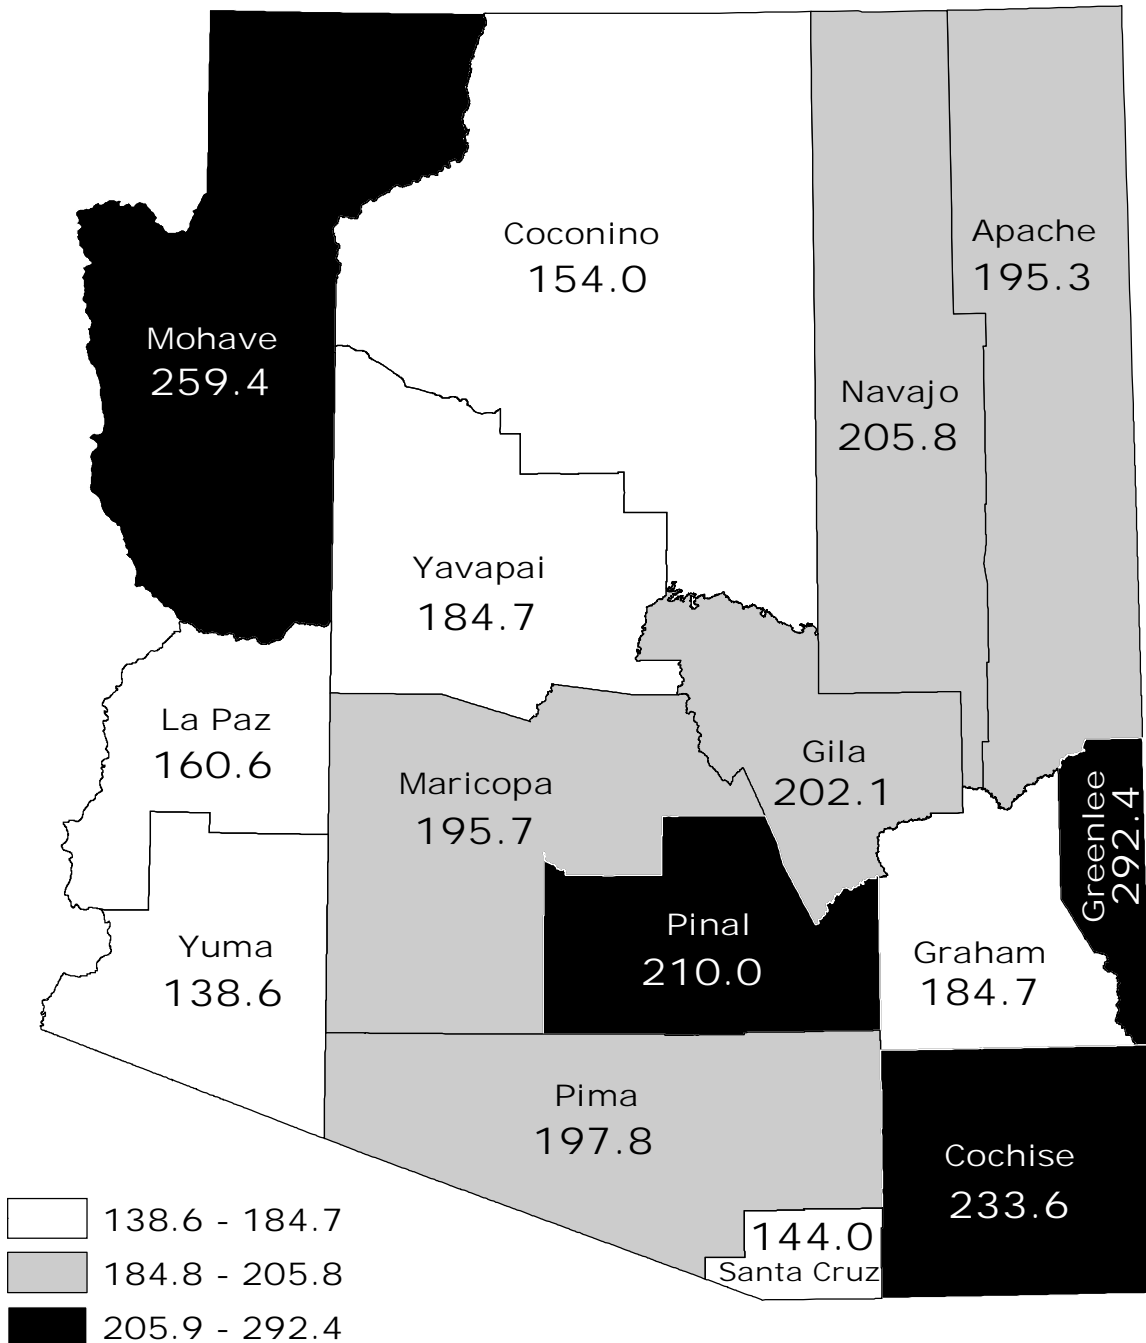 Coconino
154.0
Apache
195.3
Mohave
259.4
Navajo
205.8
Yavapai
184.7
La Paz
160.6
Maricopa
195.7
Gila
202.1
Greenlee
292.4
Yuma
138.6
Pinal
210.0
Graham
184.7
Pima
197.8
Cochise
233.6
144.0
Santa Cruz
138.6 - 184.7
184.8 - 205.8
205.9 - 292.4